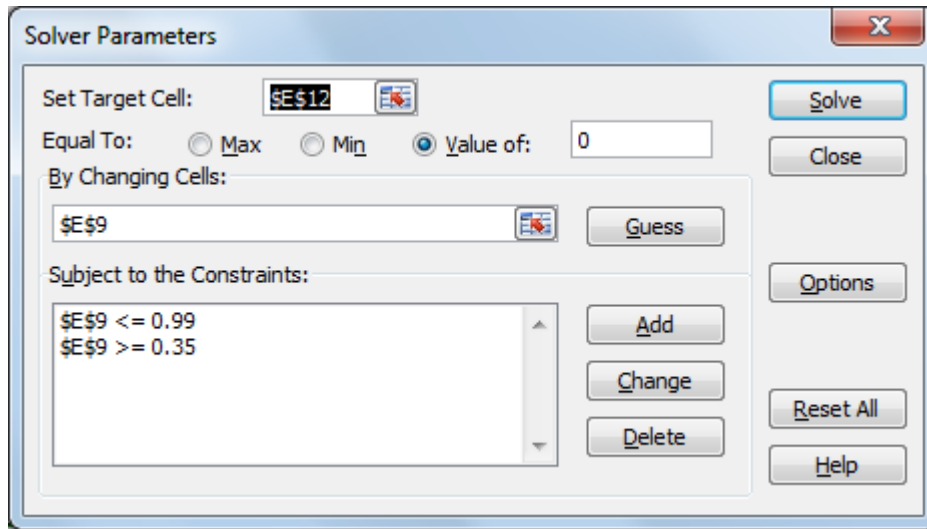 Solver Parameters
Set Target Cell: $E$12 Solve
Equal To: Max Min Value of: 0 Close
By Changing Cells:
$E$9 Guess
Subject to the Constraints: Options
$E$9 <= 0.99 Add
$E$9 >= 0.35
Change
Reset All
Delete
Help